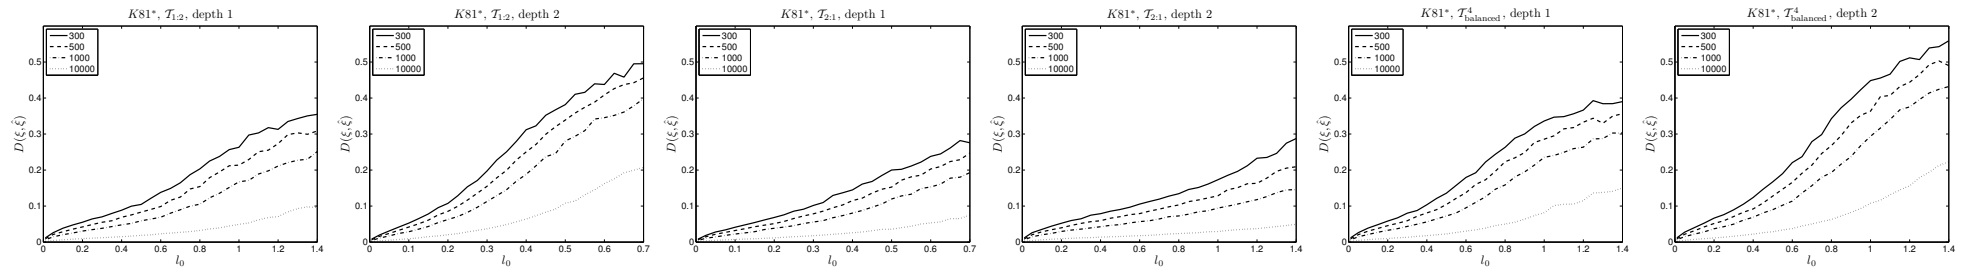 K81*, T1:2, depth 1
300
500
1000
10000
D(ξ, ξ̂)
0.5
0.4
0.3
0.2
0.1
0
0 0.2 0.4 0.6 0.8 1 1.2 1.4
l0
K81*, T1:2, depth 2
300
500
1000
10000
D(ξ, ξ̂)
0.5
0.4
0.3
0.2
0.1
0
0 0.1 0.2 0.3 0.4 0.5 0.6 0.7
l0
K81*, T2:1, depth 1
300
500
1000
10000
D(ξ, ξ̂)
0.5
0.4
0.3
0.2
0.1
0
0 0.1 0.2 0.3 0.4 0.5 0.6 0.7
l0
K81*, T2:1, depth 2
300
500
1000
10000
D(ξ, ξ̂)
0.5
0.4
0.3
0.2
0.1
0
0 0.2 0.4 0.6 0.8 1 1.2 1.4
l0
K81*, T4balanced, depth 1
300
500
1000
10000
D(ξ, ξ̂)
0.5
0.4
0.3
0.2
0.1
0
0 0.2 0.4 0.6 0.8 1 1.2 1.4
l0
K81*, T4balanced, depth 2
300
500
1000
10000
D(ξ, ξ̂)
0.5
0.4
0.3
0.2
0.1
0
0 0.2 0.4 0.6 0.8 1 1.2 1.4
l0